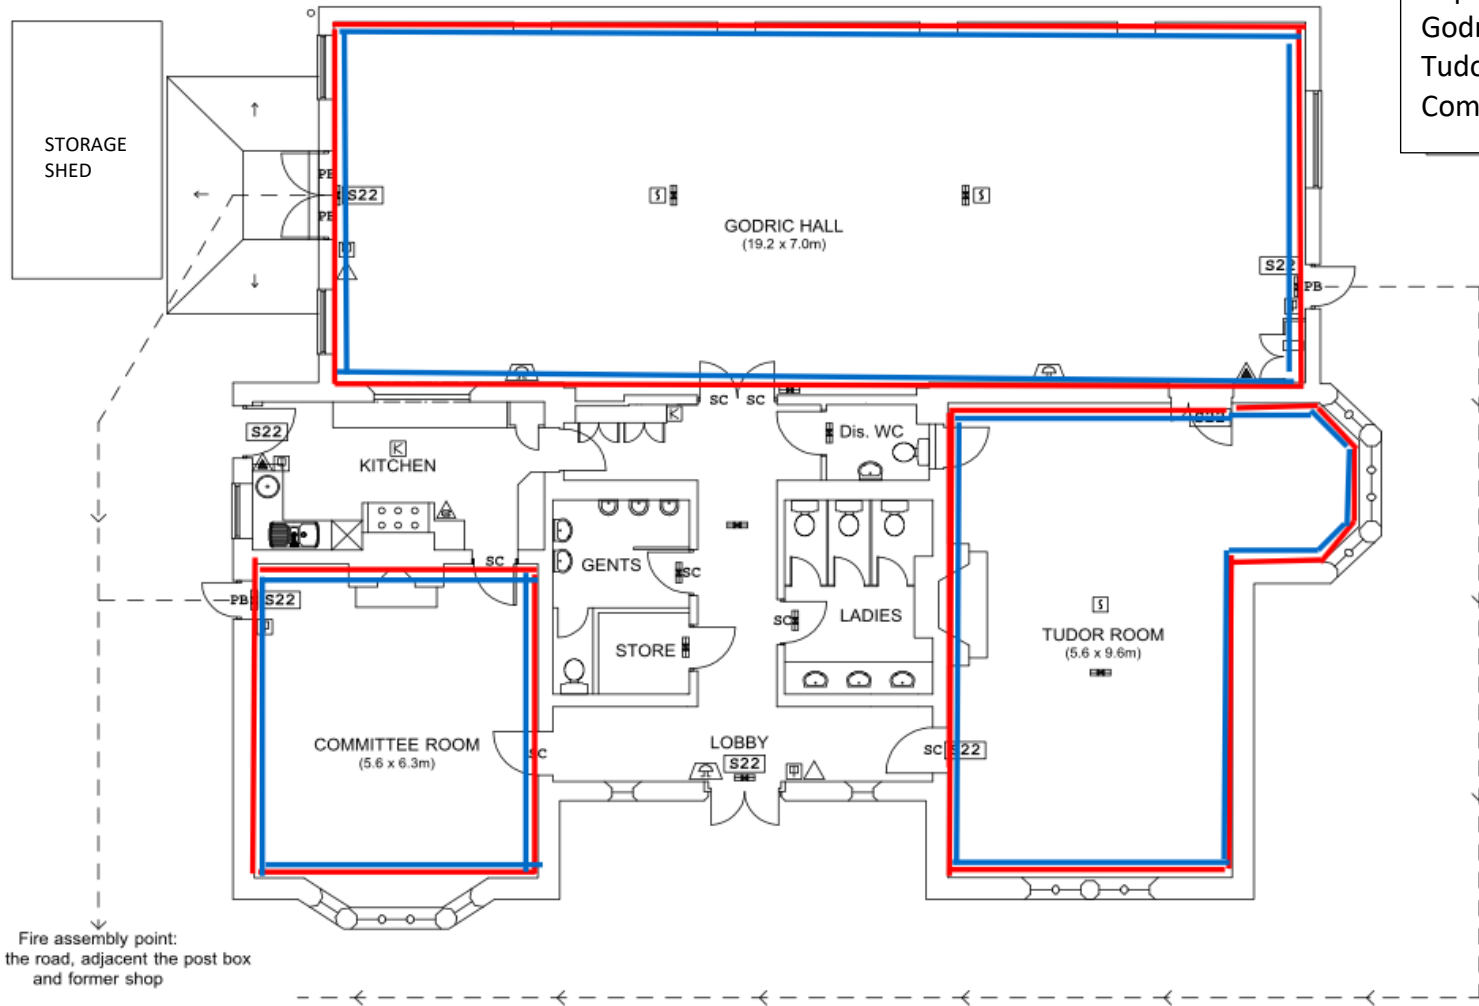 Godr
Tudo
Com
STORAGE
SHED
PB
S22
PB
GODRIC HALL
(19.2 x 7.0m)
S
S
S22
PB
SC SC
S22
K
KITCHEN
K
Dis. WC
SC
GENTS
SC
PB
S22
STORE
SC
LADIES
S
TUDOR ROOM
(5.6 x 9.6m)
COMMITTEE ROOM
(5.6 x 6.3m)
SC
LOBBY
S22
SC
S22
Fire assembly point:
the road, adjacent the post box
and former shop